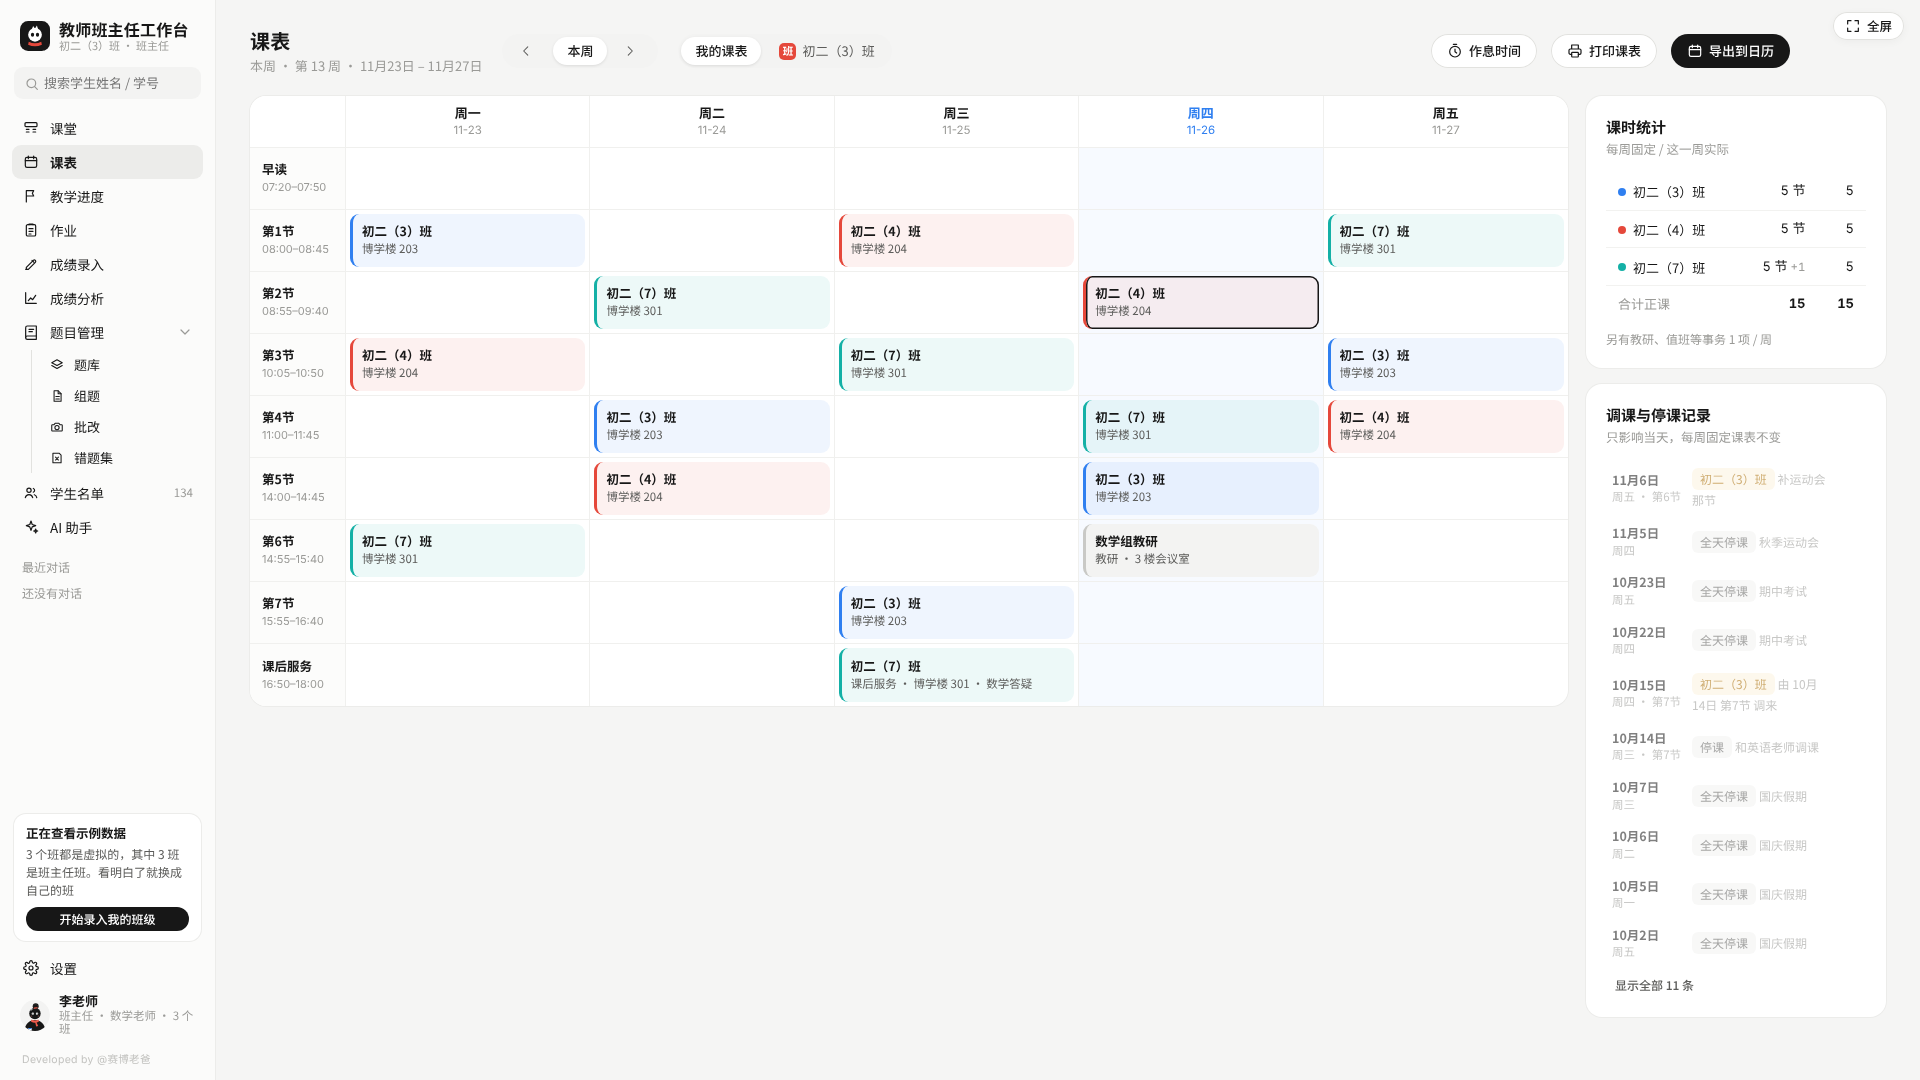 教师班主任工作台
初二（3）班 · 班主任
搜索学生姓名 / 学号
课堂
课表
教学进度
作业
成绩录入
成绩分析
题目管理
题库
组题
批改
错题集
学生名单 134
AI 助手
最近对话
还没有对话
正在查看示例数据
3 个班都是虚拟的，其中 3 班
是班主任班。看明白了就换成
自己的班
开始录入我的班级
设置
李老师
班主任 · 数学老师 · 3 个
班
Developed by @赛博老爸
课表
本周 · 第 13 周 · 11月23日 – 11月27日
本周
我的课表
班 初二（3）班
作息时间
打印课表
导出到日历
全屏
周一 周二 周三 周四 周五
11-23 11-24 11-25 11-26 11-27
早读
07:20–07:50
第1节
08:00–08:45
初二（3）班
博学楼 203
初二（4）班
博学楼 204
初二（7）班
博学楼 301
第2节
08:55–09:40
初二（7）班
博学楼 301
初二（4）班
博学楼 204
第3节
10:05–10:50
初二（4）班
博学楼 204
初二（7）班
博学楼 301
初二（3）班
博学楼 203
第4节
11:00–11:45
初二（3）班
博学楼 203
初二（7）班
博学楼 301
初二（4）班
博学楼 204
第5节
14:00–14:45
初二（4）班
博学楼 204
初二（3）班
博学楼 203
第6节
14:55–15:40
初二（7）班
博学楼 301
数学组教研
教研 · 3 楼会议室
第7节
15:55–16:40
初二（3）班
博学楼 203
课后服务
16:50–18:00
初二（7）班
课后服务 · 博学楼 301 · 数学答疑
课时统计
每周固定 / 这一周实际
初二（3）班 5 节 5
初二（4）班 5 节 5
初二（7）班 5 节 +1 5
合计正课 15 15
另有教研、值班等事务 1 项 / 周
调课与停课记录
只影响当天，每周固定课表不变
11月6日
周五 · 第6节
初二（3）班 补运动会
那节
11月5日
周四
全天停课 秋季运动会
10月23日
周五
全天停课 期中考试
10月22日
周四
全天停课 期中考试
10月15日
周四 · 第7节
初二（3）班 由 10月
14日 第7节 调来
10月14日
周三 · 第7节
停课 和英语老师调课
10月7日
周三
全天停课 国庆假期
10月6日
周二
全天停课 国庆假期
10月5日
周一
全天停课 国庆假期
10月2日
周五
全天停课 国庆假期
显示全部 11 条